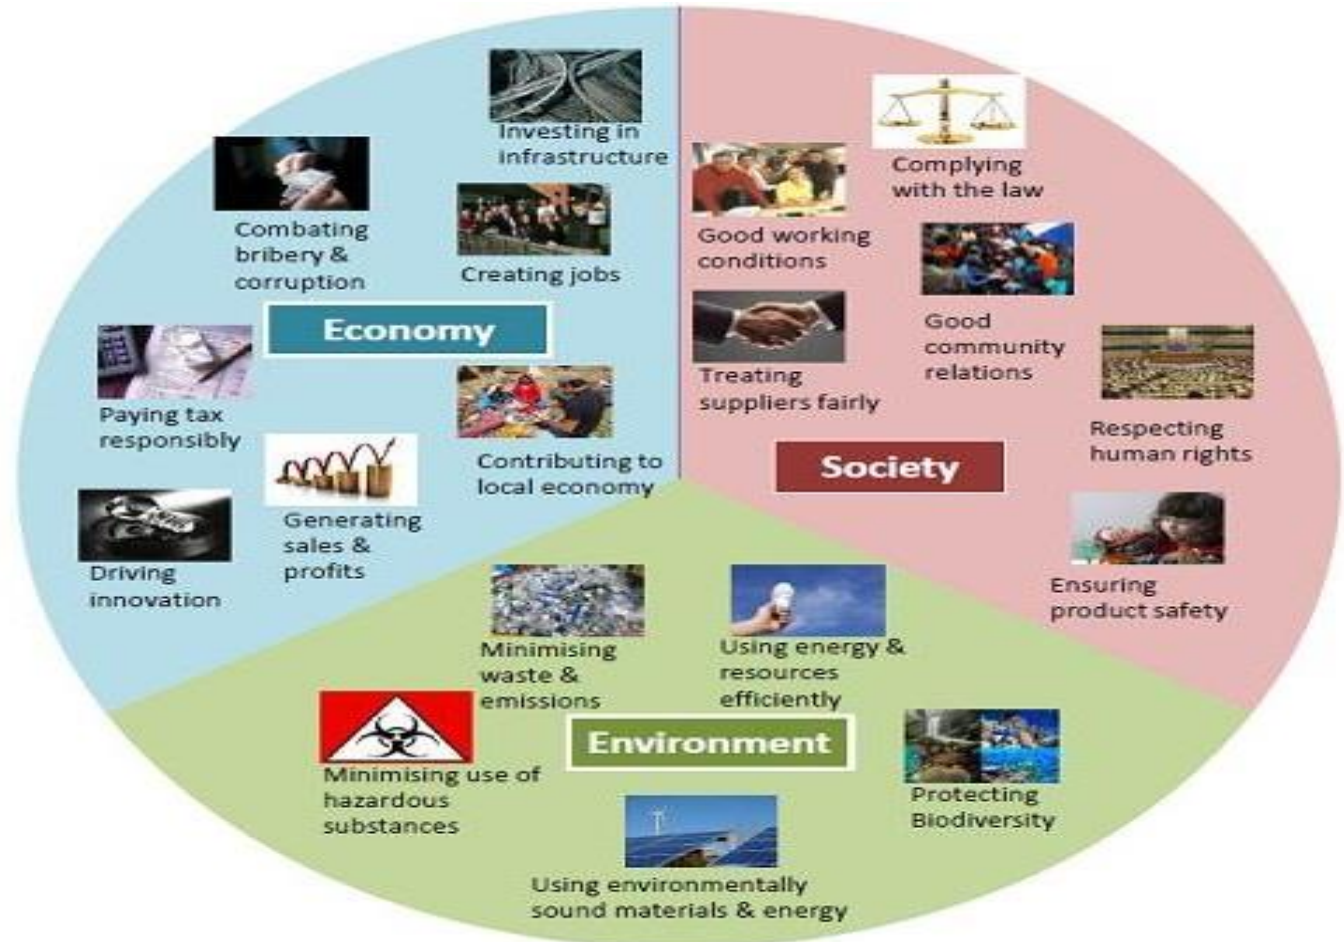 Investing in
infrastructure
Combating
bribery &
corruption
Creating jobs
Economy
Paying tax
responsibly
Contributing to
local economy
Generating
sales &
profits
Driving
innovation
Complying
with the law
Good working
conditions
Good
community
relations
Treating
suppliers fairly
Respecting
human rights
Society
Ensuring
product safety
Minimising
waste &
emissions
Using energy &
resources
efficiently
Environment
Minimising use of
hazardous
substances
Protecting
Biodiversity
Using environmentally
sound materials & energy